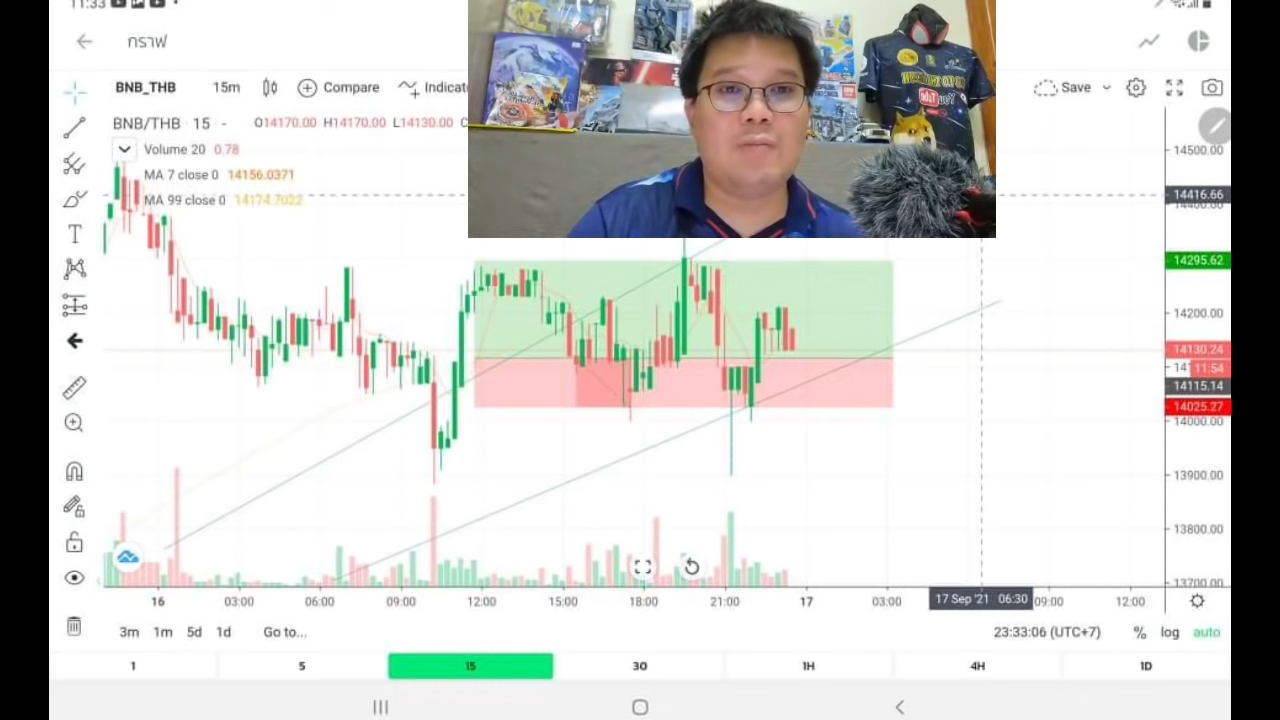 11:33
กราฟ
BNB_THB 15m Compare Indicat Save
BNB/THB · 15 - O14170.00 H14170.00 L14130.00 C
Volume 20 0.78
MA 7 close 0 14156.0371
MA 99 close 0 14174.7022
14500.00
14416.66
14400.00
14295.62
14200.00
14130.24
11:54
14115.14
14025.27
14000.00
13900.00
13800.00
13700.00
16 03:00 06:00 09:00 12:00 15:00 18:00 21:00 17 03:00 17 Sep '21 06:30 09:00 12:00
3m 1m 5d 1d Go to... 23:33:06 (UTC+7) % log auto
1 5 15 30 1H 4H 1D